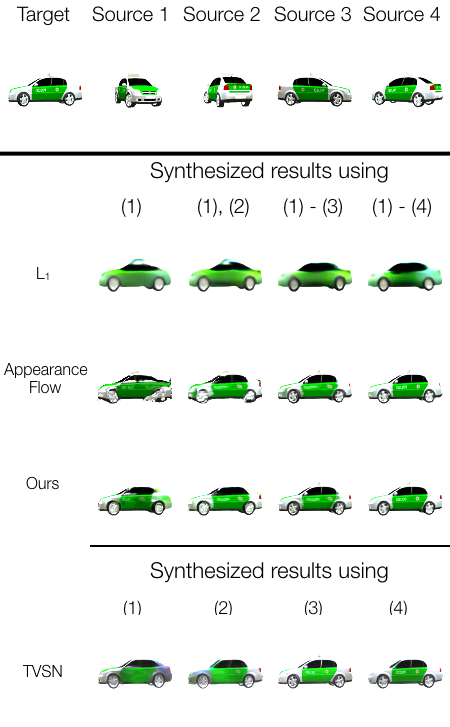 Target Source 1 Source 2 Source 3 Source 4
Synthesized results using
(1) (1), (2) (1) - (3) (1) - (4)
L₁
Appearance
Flow
Ours
Synthesized results using
(1) (2) (3) (4)
TVSN